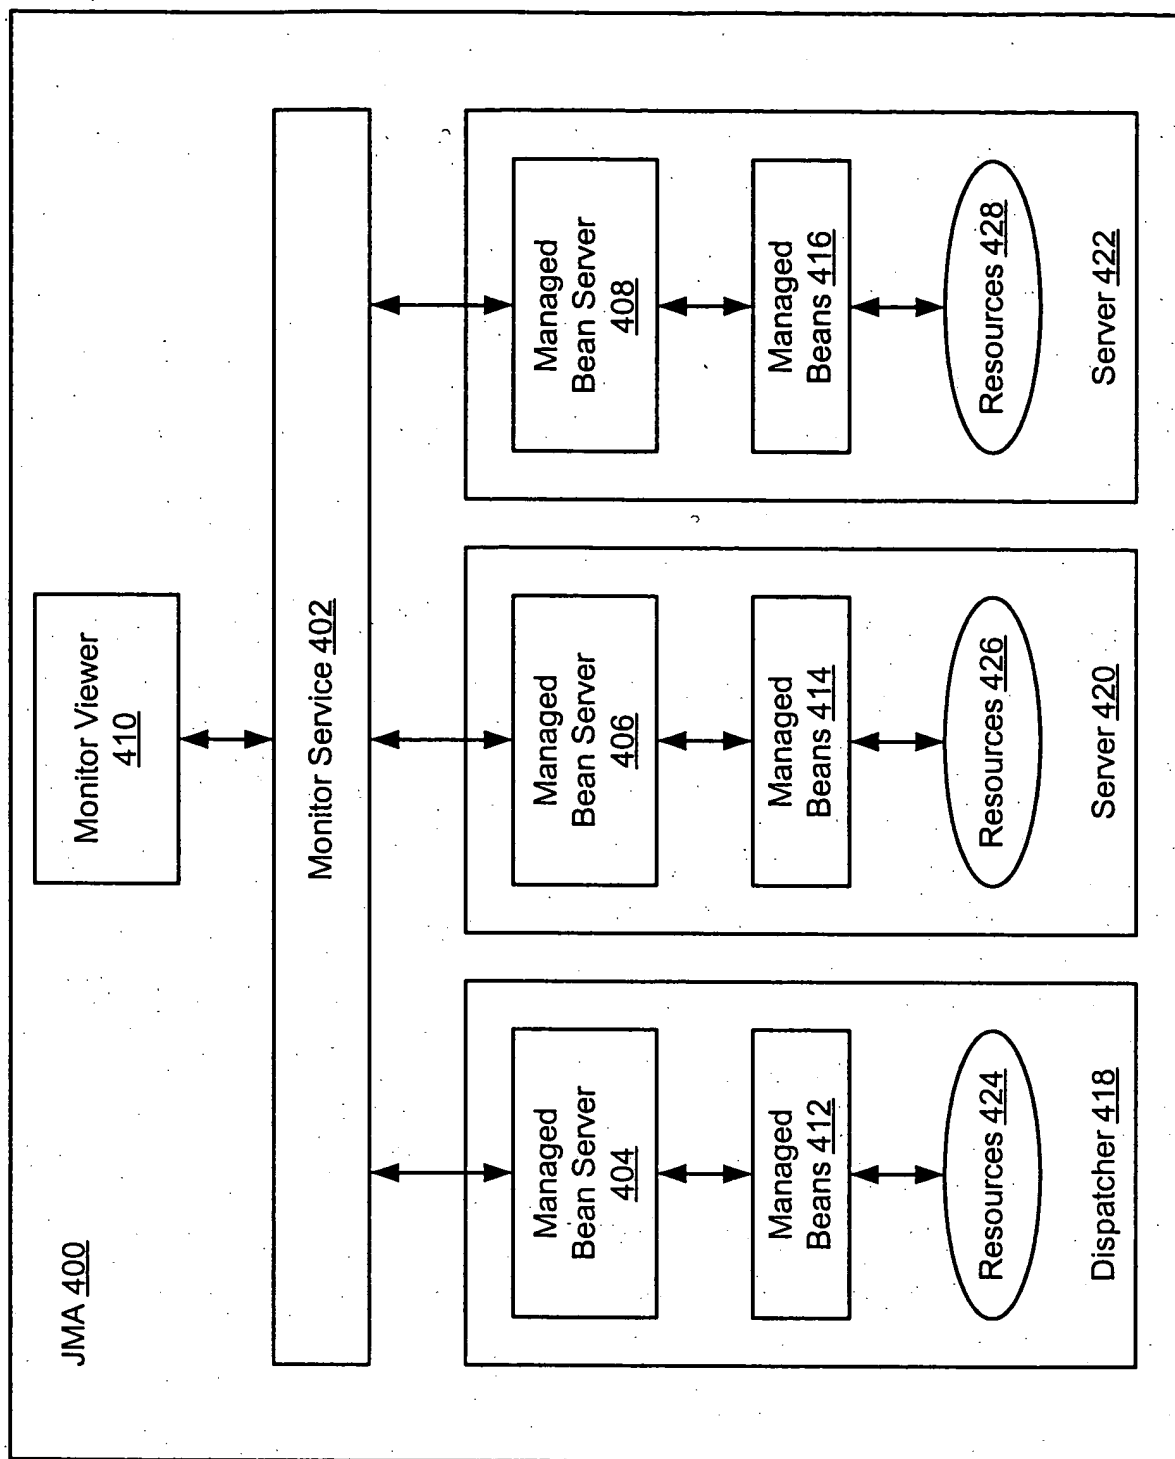 JMA 400
Monitor Viewer
410
Monitor Service 402
Managed
Bean Server
404
Managed
Beans 412
Resources 424
Dispatcher 418
Managed
Bean Server
406
Managed
Beans 414
Resources 426
Server 420
Managed
Bean Server
408
Managed
Beans 416
Resources 428
Server 422